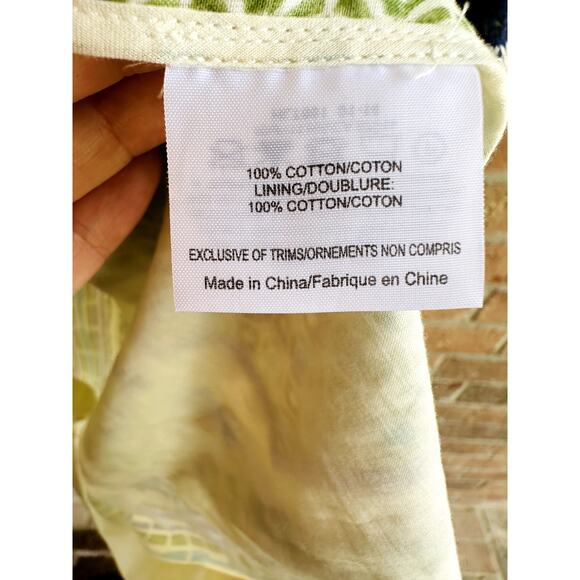 100% COTTON/COTON
LINING/DOUBLURE:
100% COTTON/COTON
EXCLUSIVE OF TRIMS/ORNEMENTS NON COMPRIS
Made in China/Fabrique en Chine